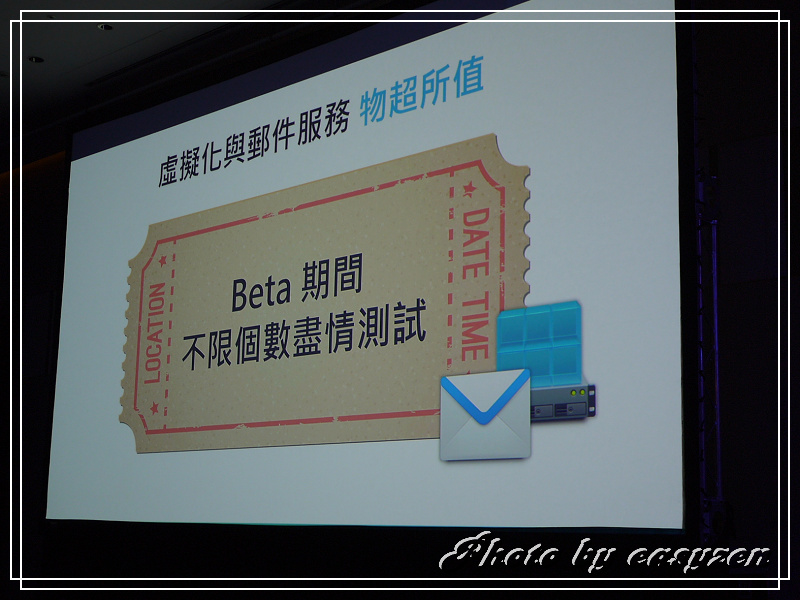 虛擬化與郵件服務 物超所值
LOCATION
Beta 期間
不限個數盡情測試
DATE TIME
Photo by easyzen